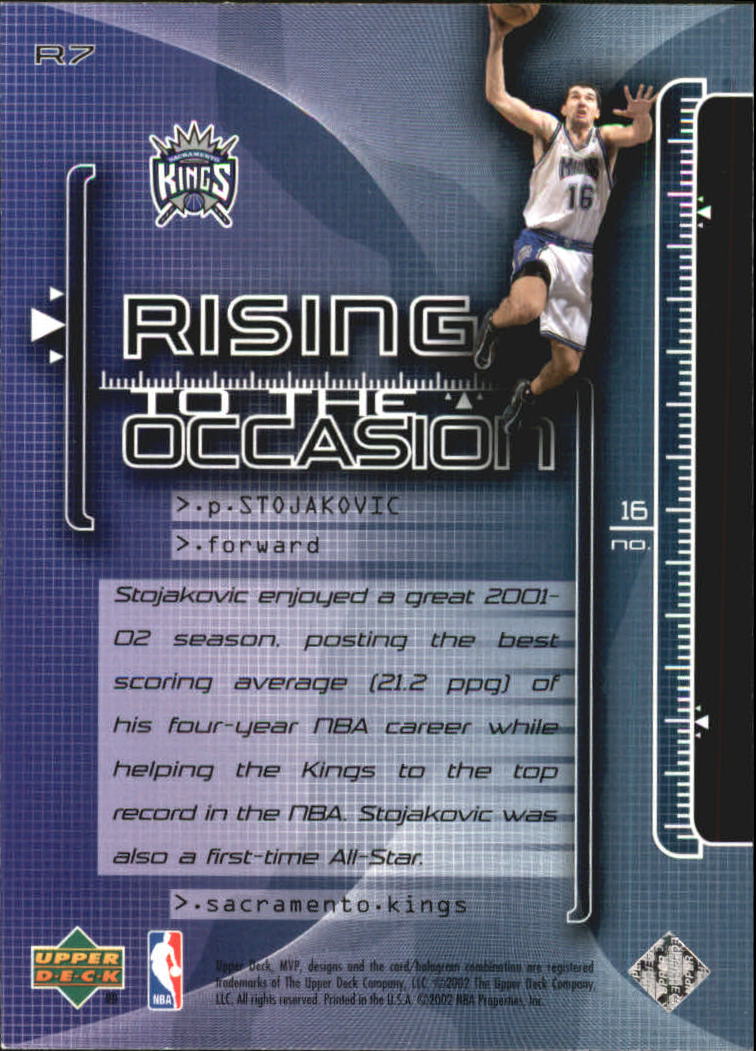 R7
SACRAMENTO
KINGS
KINGS
16
RISING
TO THE
OCCASION
>.p.STOJAKOVIC
>.forward
16
no.
Stojakovic enjoyed a great 2001-
02 season, posting the best
scoring average (21.2 ppg) of
his four-year NBA career while
helping the Kings to the top
record in the NBA. Stojakovic was
also a first-time All-Star.
>.sacramento.kings
UPPER
D·E·C·K
NBA
Upper Deck, MVP, designs and the card/hologram combination are registered
trademarks of The Upper Deck Company, LLC. ©2002 The Upper Deck Company,
LLC. All rights reserved. Printed in the U.S.A. ©2002 NBA Properties, Inc.